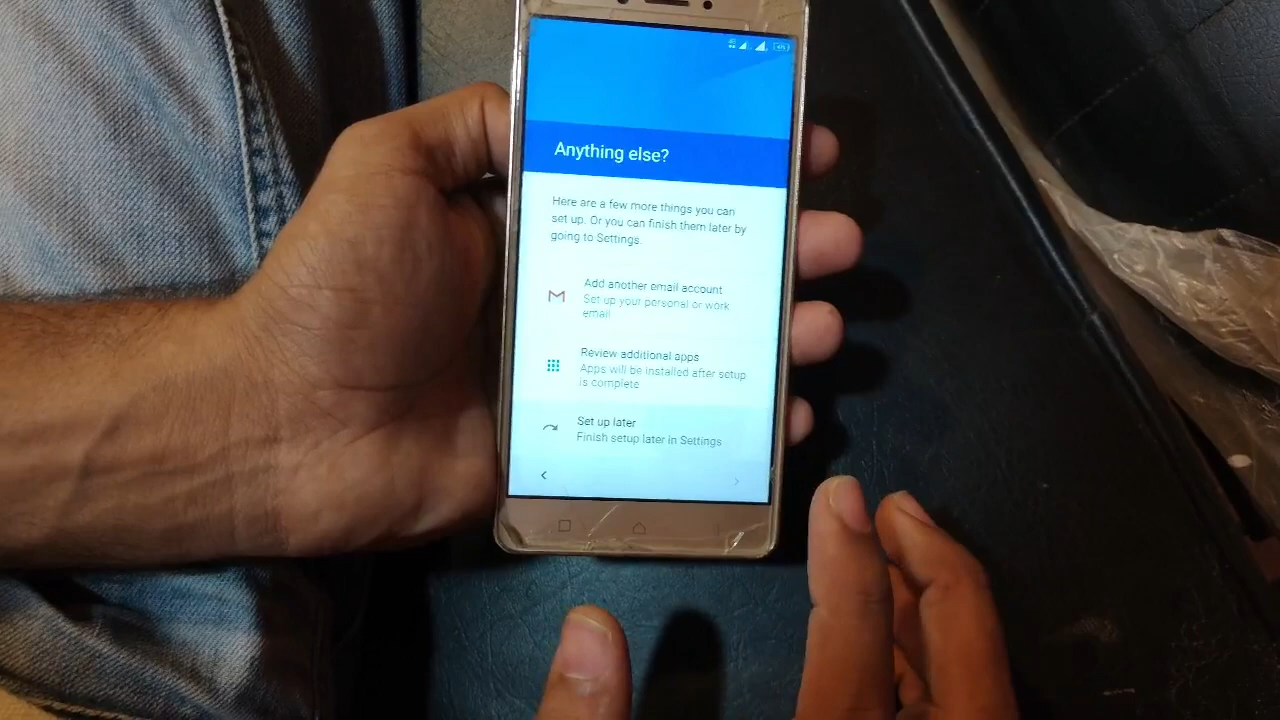 Anything else?
Here are a few more things you can
set up. Or you can finish them later by
going to Settings.
Add another email account
Set up your personal or work
email
Review additional apps
Apps will be installed after setup
is complete
Set up later
Finish setup later in Settings